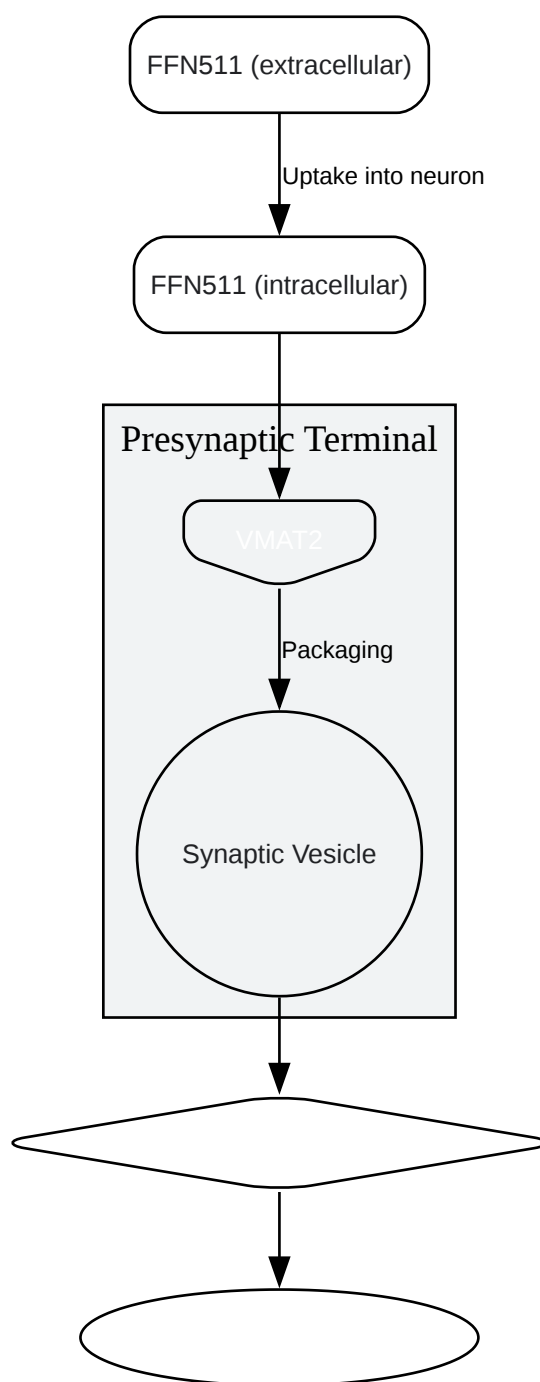 FFN511 (extracellular)
Uptake into neuron
FFN511 (intracellular)
Presynaptic Terminal
VMAT2
Packaging
Synaptic Vesicle